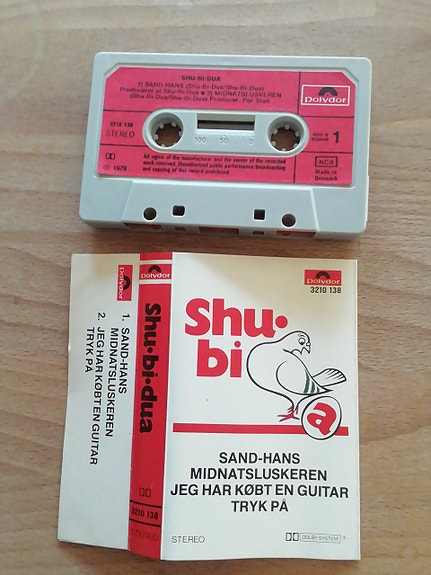 SHU-BI-DUA
1) SAND-HANS (Shu-Bi-Dua/Shu-Bi-Dua)
Produceret af Shu-Bi-Dua ● 2) MIDNATSLUSKEREN
(Shu-Bi-Dua/Shu-Bi-Dua) Producer: Per Stalt
polydor
3210 138
STEREO
100 50 0
1
All rights of the manufacturer and the owner of the recorded
work reserved. Unauthorized public performance broadcasting
and copying of this record prohibited.
℗ 1979
NCB
Made in
Denmark
1. SAND-HANS
MIDNATSLUSKEREN
2. JEG HAR KØBT EN GUITAR
TRYK PÅ
STEREO
polydor
polydor
Shu·bi·dua
3210 138
STEREO
polydor
3210 138
Shu·
bi
a
SAND-HANS
MIDNATSLUSKEREN
JEG HAR KØBT EN GUITAR
TRYK PÅ
STEREO
DOLBY SYSTEM ®